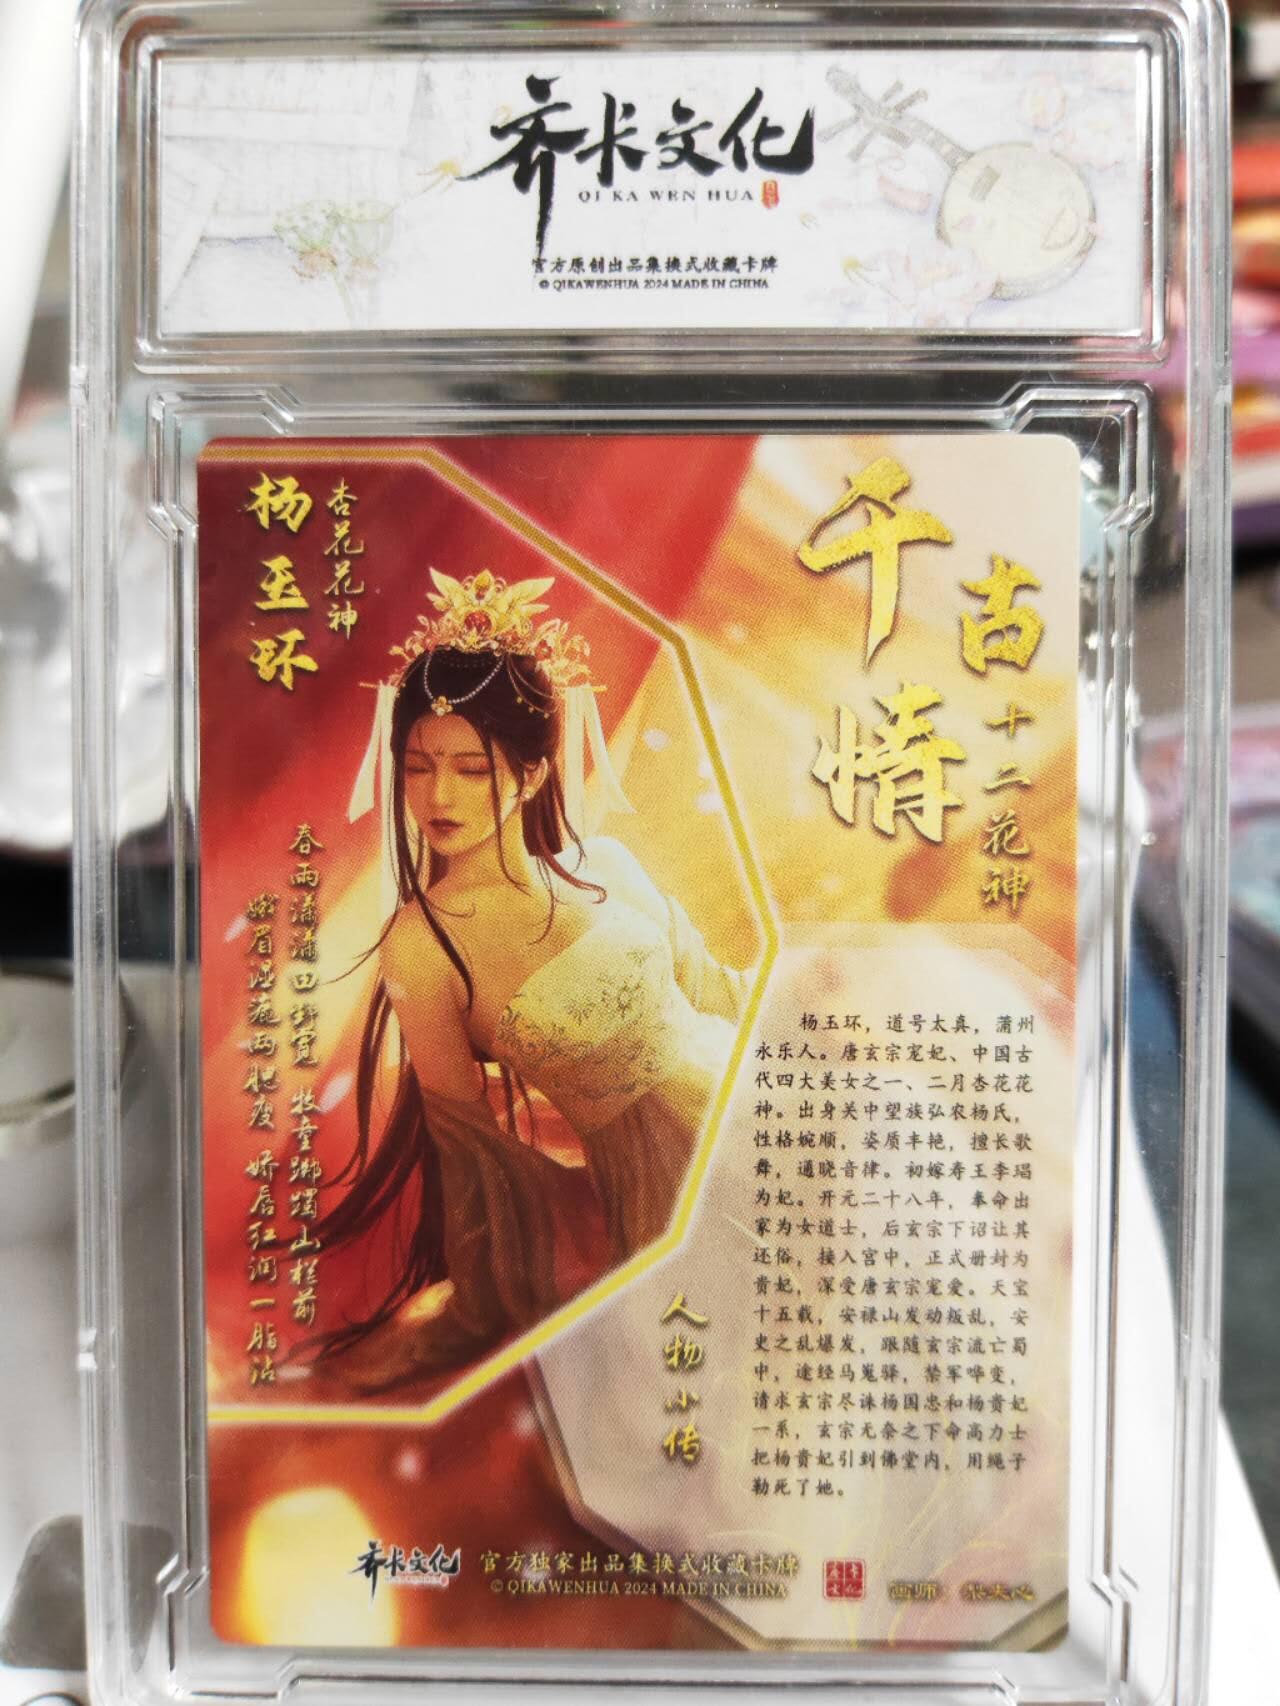 齐卡文化
QI KA WEN HUA
官方原创出品集换式收藏卡牌
© QIKAWENHUA 2024 MADE IN CHINA
千古情
十二花神
杏花花神
杨玉环
春雨潇潇田野宽 牧童踯躅山栏前
娥眉湿漉两肥瘦 娇唇红润一脂沾
人物小传
杨玉环，道号太真，蒲州
永乐人。唐玄宗宠妃、中国古
代四大美女之一、二月杏花花
神。出身关中望族弘农杨氏，
性格婉顺，姿质丰艳，擅长歌
舞，通晓音律。初嫁寿王李瑁
为妃。开元二十八年，奉命出
家为女道士，后玄宗下诏让其
还俗，接入宫中，正式册封为
贵妃，深受唐玄宗宠爱。天宝
十五载，安禄山发动叛乱，安
史之乱爆发，跟随玄宗流亡蜀
中，途经马嵬驿，禁军哗变，
请求玄宗尽诛杨国忠和杨贵妃
一系，玄宗无奈之下命高力士
把杨贵妃引到佛堂内，用绳子
勒死了她。
齐卡文化
官方独家出品集换式收藏卡牌
© QIKAWENHUA 2024 MADE IN CHINA
画师：